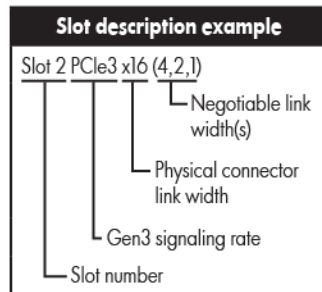 Slot description example
Slot 2 PCIe3 x16 (4,2,1)
Negotiable link
width(s)
Physical connector
link width
Gen3 signaling rate
Slot number